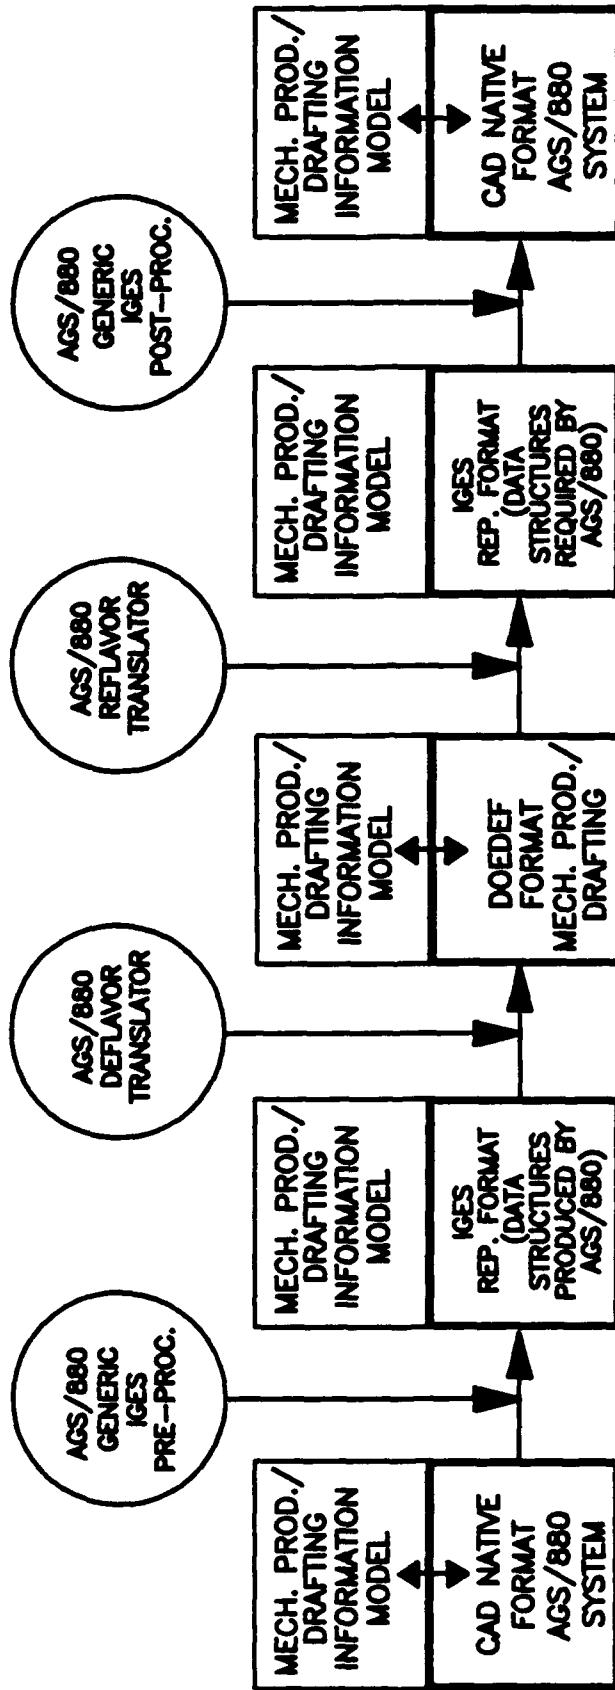 AGS/880
GENERIC
IGES
PRE-PROC.
AGS/880
DEFLAVOR
TRANSLATOR
AGS/880
REFLAVOR
TRANSLATOR
AGS/880
GENERIC
IGES
POST-PROC.
MECH. PROD./
DRAFTING
INFORMATION
MODEL
CAD NATIVE
FORMAT
AGS/880
SYSTEM
MECH. PROD./
DRAFTING
INFORMATION
MODEL
IGES
REP. FORMAT
(DATA
STRUCTURES
PRODUCED BY
AGS/880)
MECH. PROD./
DRAFTING
INFORMATION
MODEL
DOEDEF
FORMAT
MECH. PROD./
DRAFTING
MECH. PROD./
DRAFTING
INFORMATION
MODEL
IGES
REP. FORMAT
(DATA
STRUCTURES
REQUIRED BY
AGS/880)
MECH. PROD./
DRAFTING
INFORMATION
MODEL
CAD NATIVE
FORMAT
AGS/880
SYSTEM